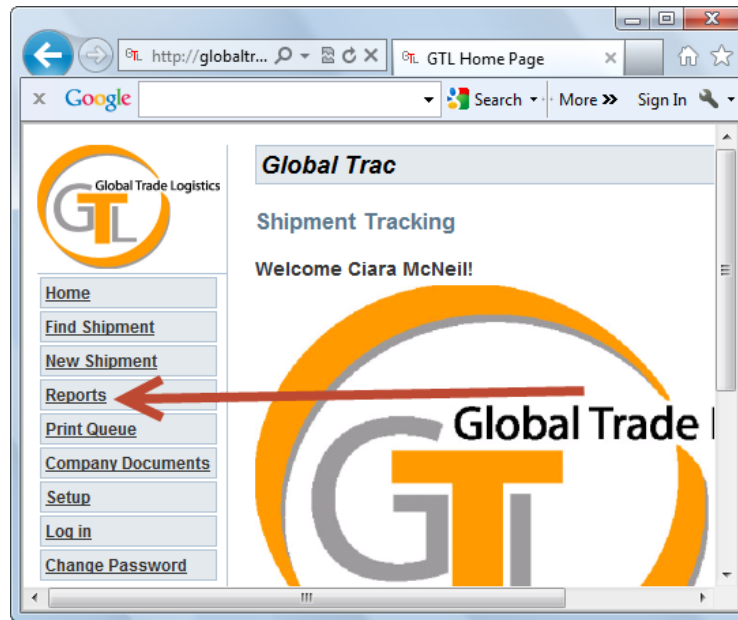 GTL http://globaltr... GTL GTL Home Page
x Google Search More >> Sign In
Global Trade Logistics
GTL
Global Trac
Shipment Tracking
Welcome Ciara McNeil!
Home
Find Shipment
New Shipment
Reports
Print Queue
Company Documents
Setup
Log in
Change Password
Global Trade
GTL